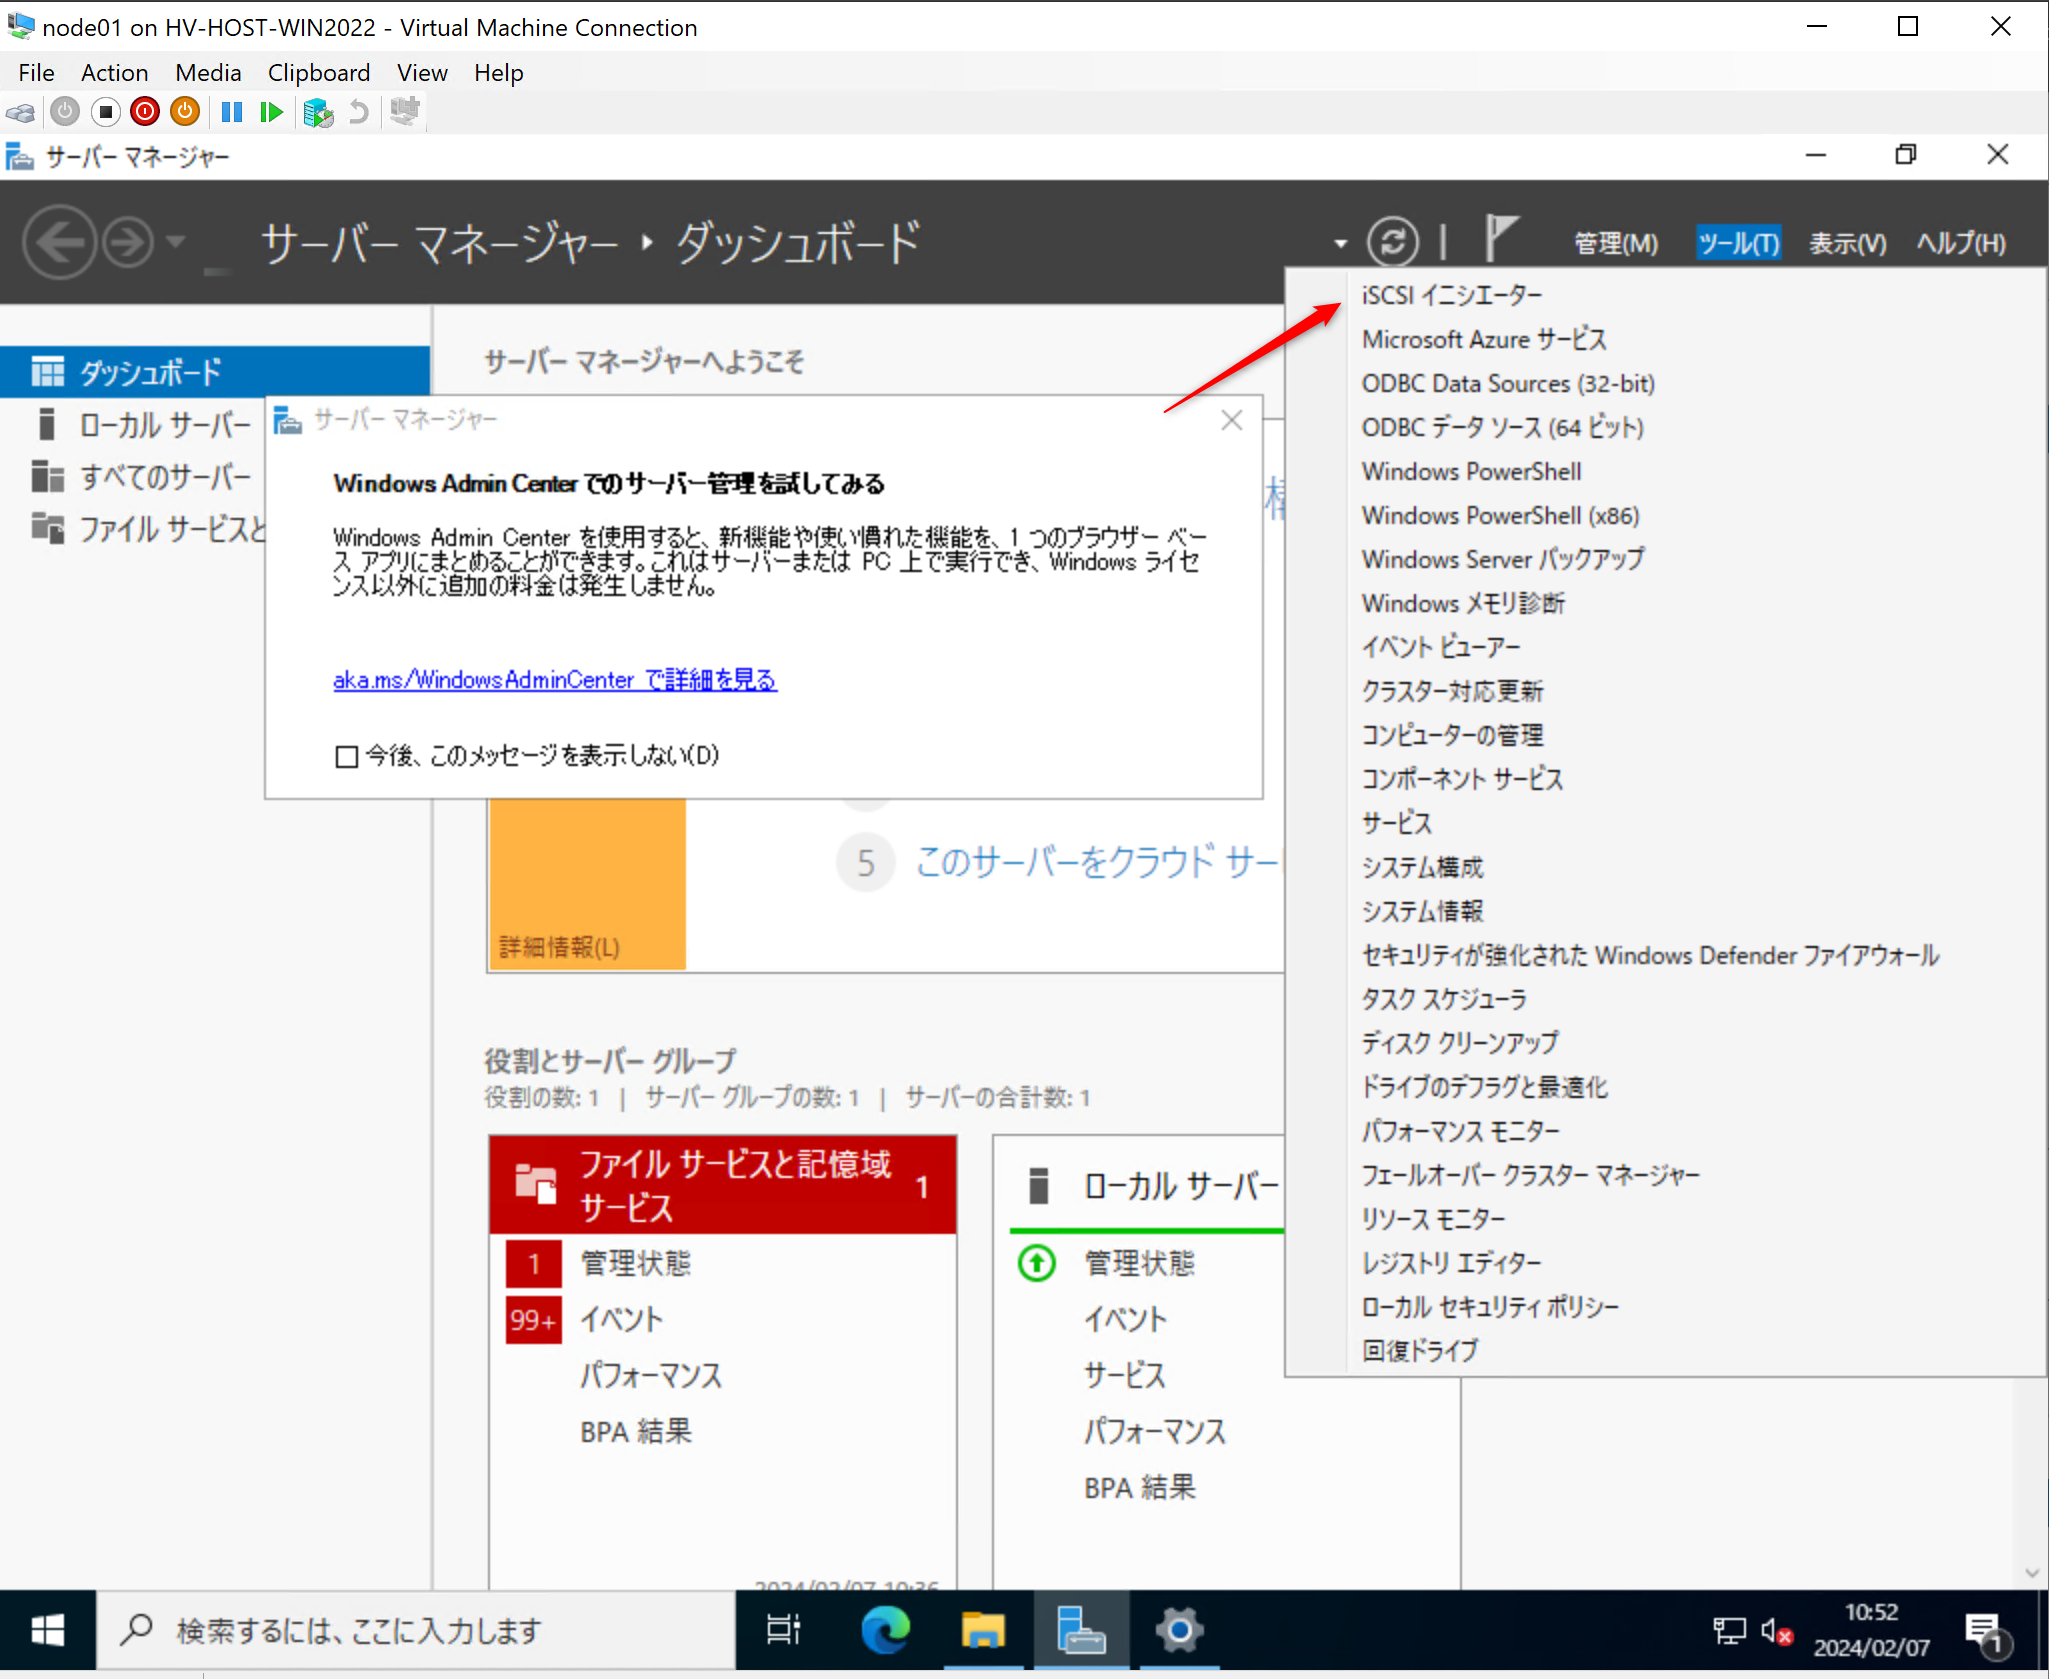 node01 on HV-HOST-WIN2022 - Virtual Machine Connection
File Action Media Clipboard View Help
サーバー マネージャー
サーバー マネージャー ダッシュボード
管理(M) ツール(T) 表示(V) ヘルプ(H)
ダッシュボード
ローカル サーバー
すべてのサーバー
ファイル サービスと
サーバー マネージャーへようこそ
サーバー マネージャー
Windows Admin Center でのサーバー管理を試してみる
Windows Admin Center を使用すると、新機能や使い慣れた機能を、1 つのブラウザー ベー
ス アプリにまとめることができます。これはサーバーまたは PC 上で実行でき、Windows ライセ
ンス以外に追加の料金は発生しません。
aka.ms/WindowsAdminCenter で詳細を見る
今後、このメッセージを表示しない(D)
5 このサーバーをクラウド サー
詳細情報(L)
役割とサーバー グループ
役割の数: 1 | サーバー グループの数: 1 | サーバーの合計数: 1
ファイル サービスと記憶域
サービス
1
1 管理状態
99+ イベント
パフォーマンス
BPA 結果
2024/02/07 10:36
ローカル サーバー
管理状態
イベント
サービス
パフォーマンス
BPA 結果
iSCSI イニシエーター
Microsoft Azure サービス
ODBC Data Sources (32-bit)
ODBC データ ソース (64 ビット)
Windows PowerShell
Windows PowerShell (x86)
Windows Server バックアップ
Windows メモリ診断
イベント ビューアー
クラスター対応更新
コンピューターの管理
コンポーネント サービス
サービス
システム構成
システム情報
セキュリティが強化された Windows Defender ファイアウォール
タスク スケジューラ
ディスク クリーンアップ
ドライブのデフラグと最適化
パフォーマンス モニター
フェールオーバー クラスター マネージャー
リソース モニター
レジストリ エディター
ローカル セキュリティ ポリシー
回復ドライブ
検索するには、ここに入力します
10:52
2024/02/07
1